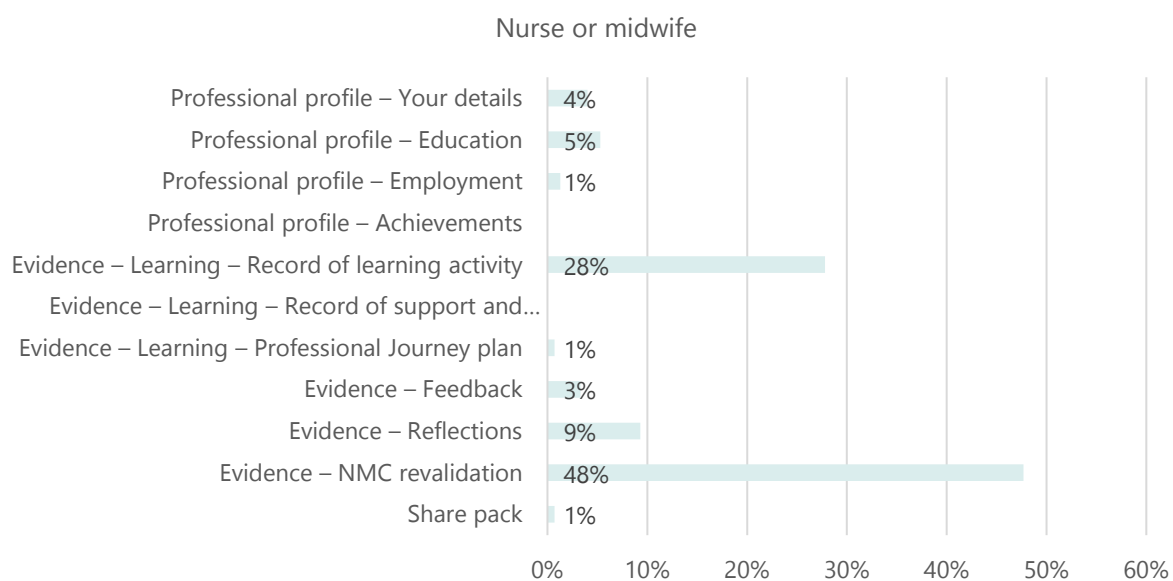 Nurse or midwife
Professional profile – Your details
4%
Professional profile – Education
5%
Professional profile – Employment
1%
Professional profile – Achievements
Evidence – Learning – Record of learning activity
28%
Evidence – Learning – Record of support and...
Evidence – Learning – Professional Journey plan
1%
Evidence – Feedback
3%
Evidence – Reflections
9%
Evidence – NMC revalidation
48%
Share pack
1%
0% 10% 20% 30% 40% 50% 60%